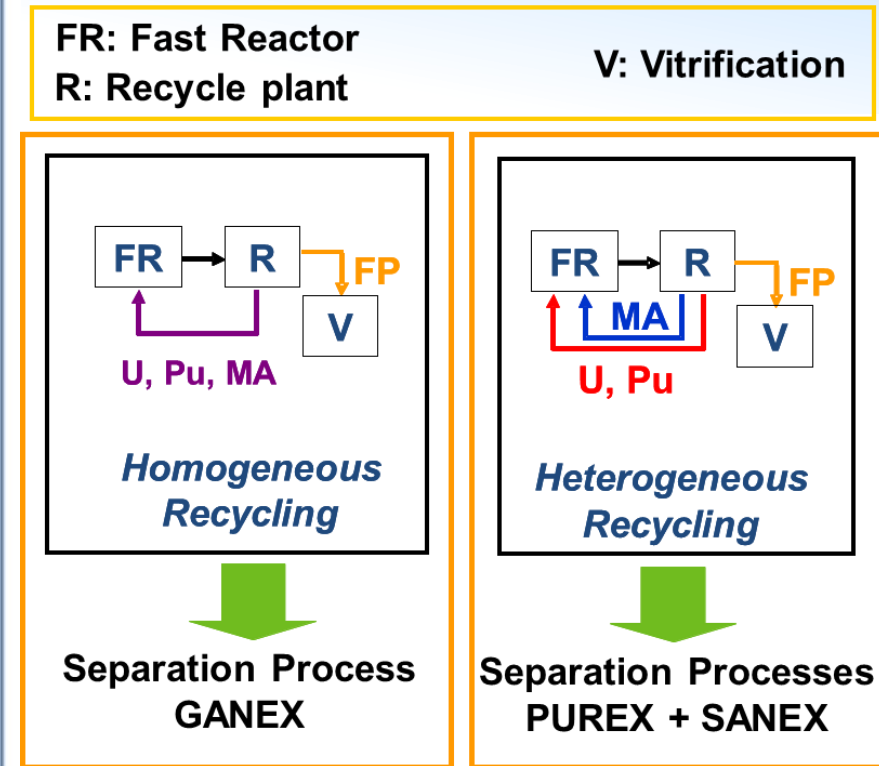 FR: Fast Reactor
R: Recycle plant
V: Vitrification
FR
R
FP
V
U, Pu, MA
Homogeneous
Recycling
Separation Process
GANEX
FR
R
FP
MA
V
U, Pu
Heterogeneous
Recycling
Separation Processes
PUREX + SANEX